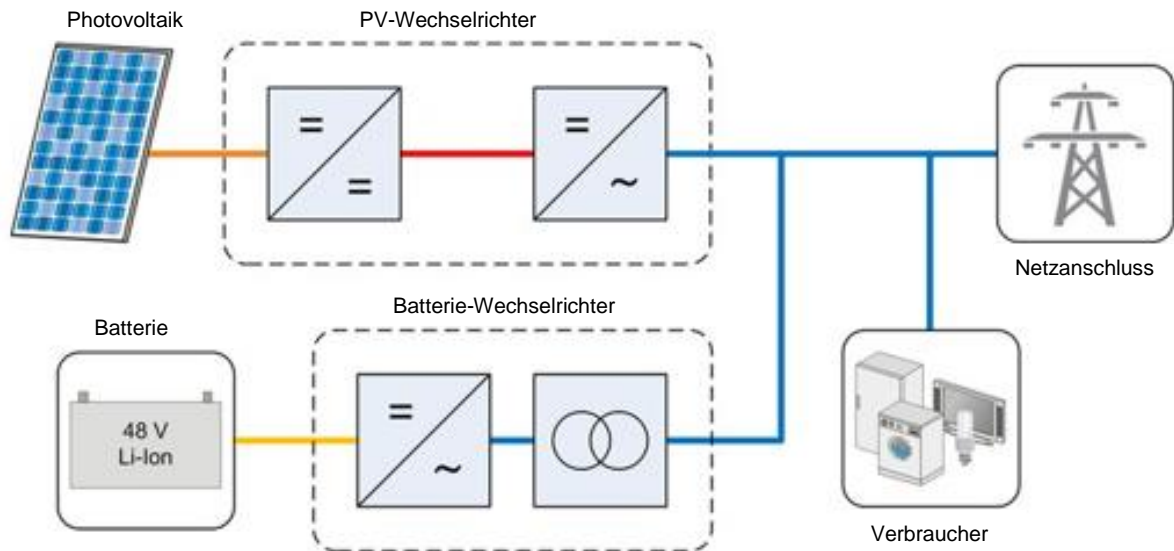 Photovoltaik
PV-Wechselrichter
=
=
=
~
Netzanschluss
Batterie-Wechselrichter
Batterie
48 V
Li-Ion
=
~
Verbraucher